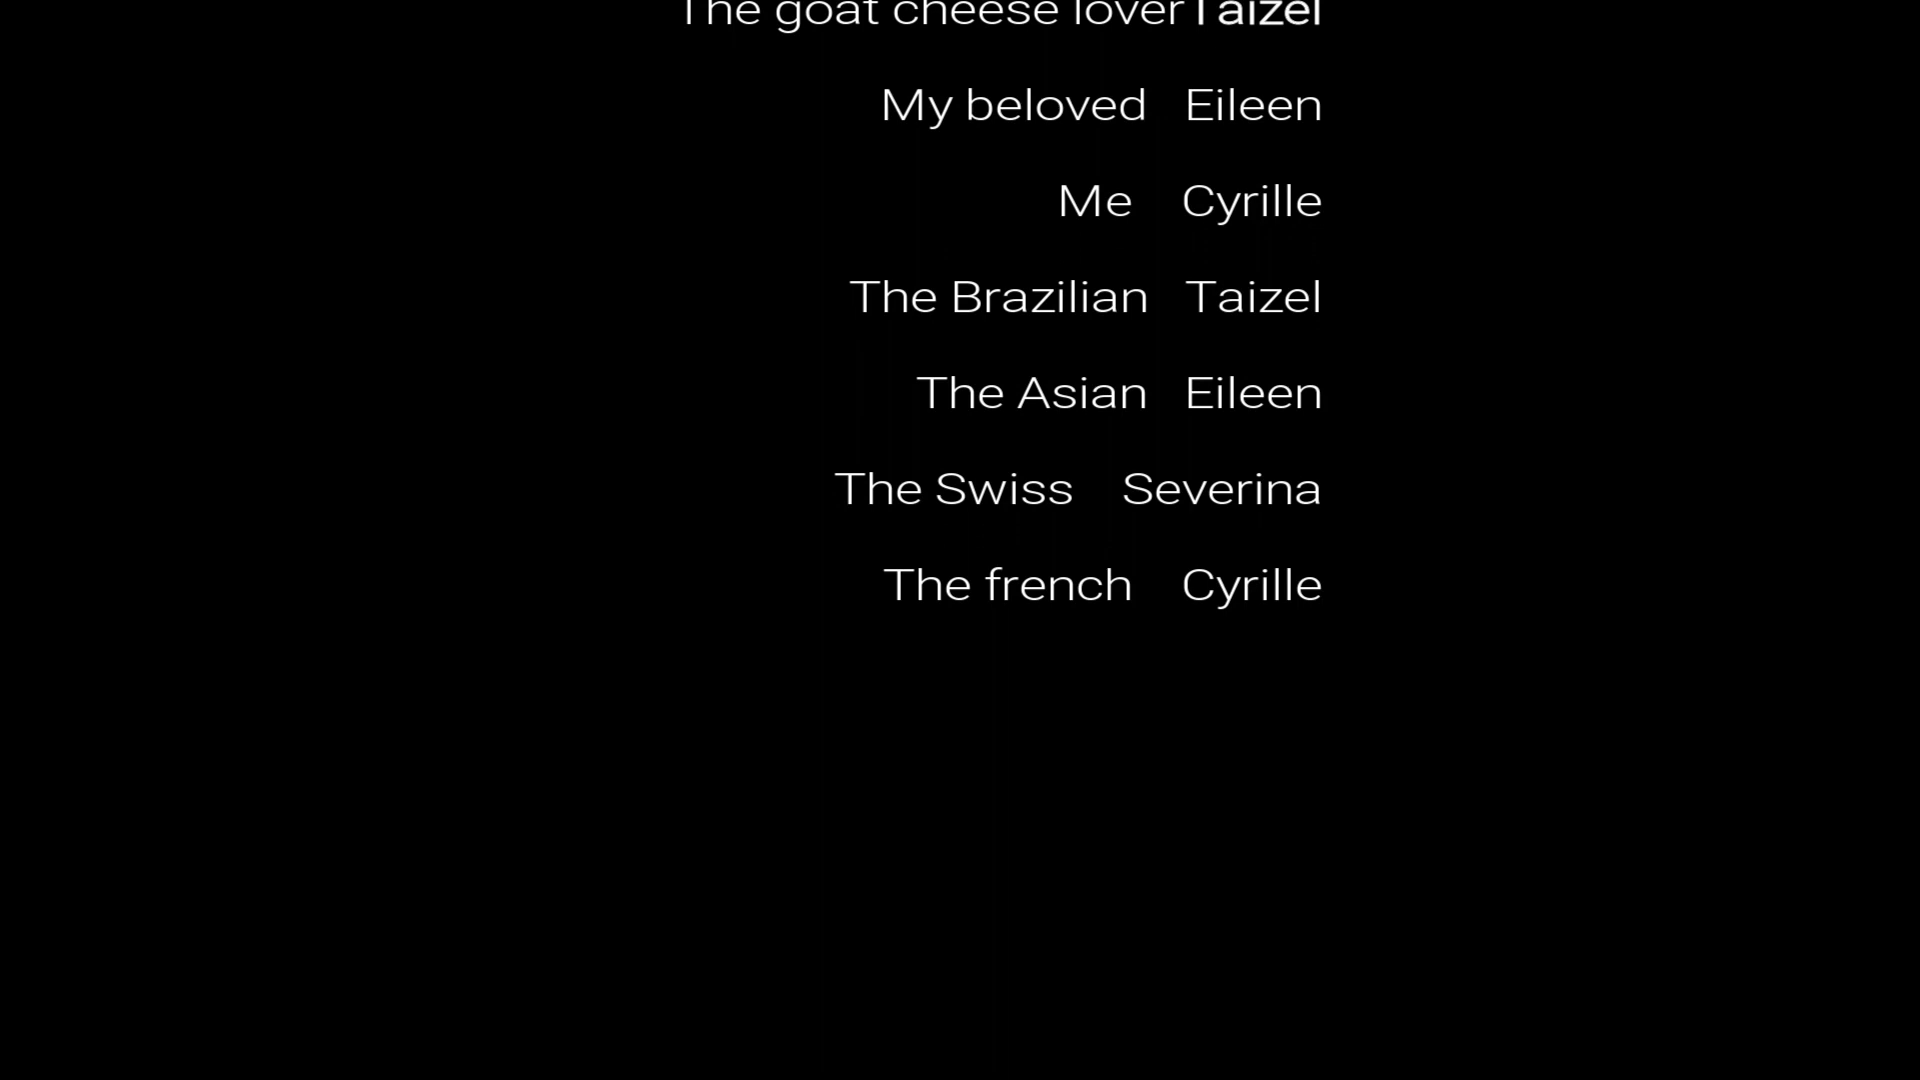 The goat cheese lover Taizel
My beloved Eileen
Me Cyrille
The Brazilian Taizel
The Asian Eileen
The Swiss Severina
The french Cyrille